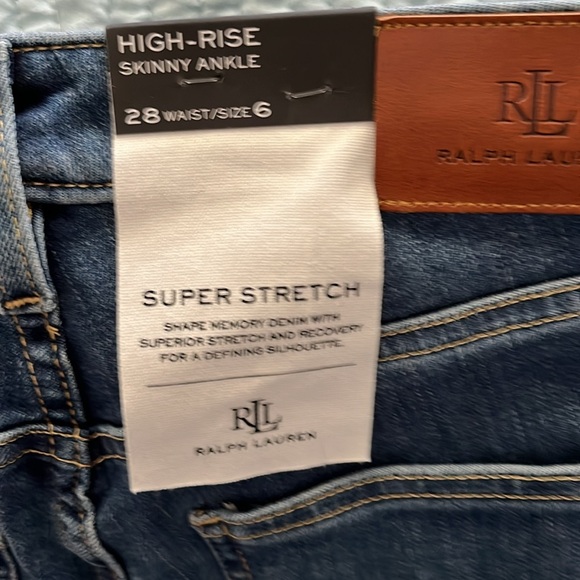 HIGH-RISE
SKINNY ANKLE
28 WAIST/SIZE 6
RLL
RALPH LAUREN
SUPER STRETCH
SHAPE MEMORY DENIM WITH
SUPERIOR STRETCH AND RECOVERY
FOR A DEFINING SILHOUETTE.
RLL
RALPH LAUREN